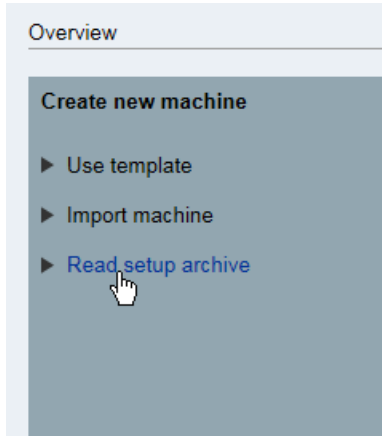 Overview
Create new machine
Use template
Import machine
Read setup archive